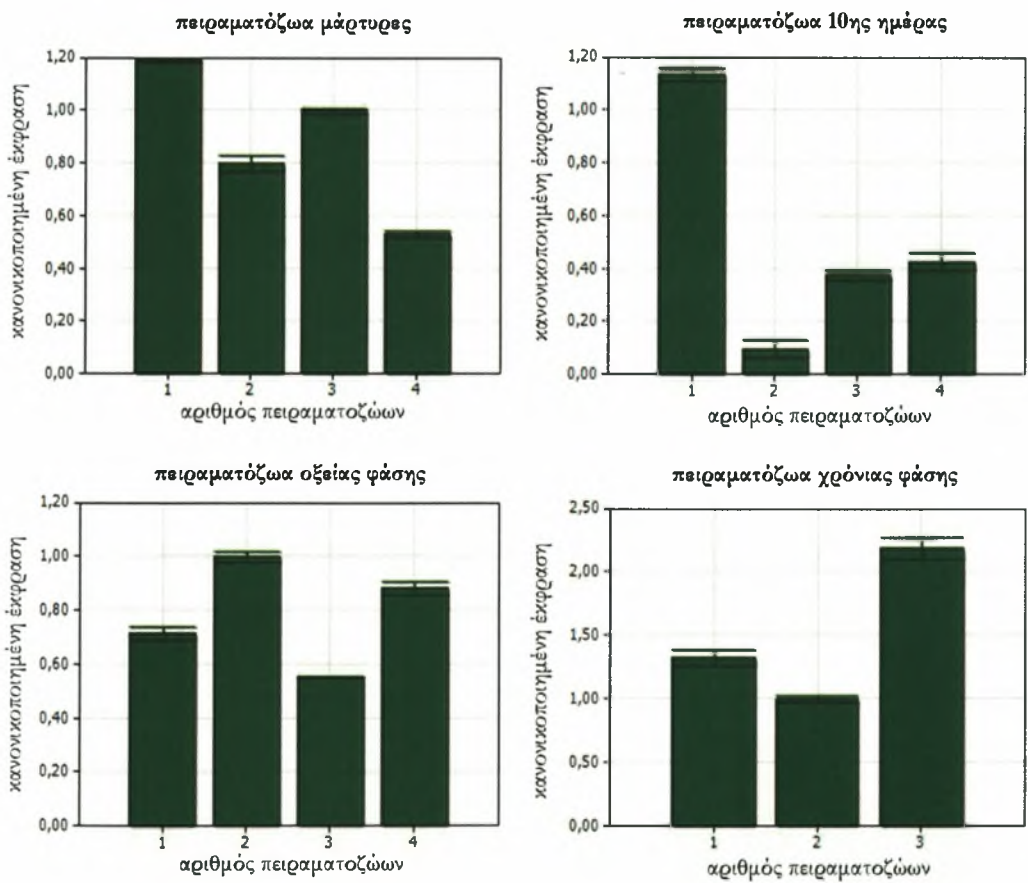 πειραματόζωα μάρτυρες
κανονικοποιημένη έκφραση
1,20
1,00
0,80
0,60
0,40
0,20
0,00
1 2 3 4
αριθμός πειραματοζώων
πειραματόζωα 10ης ημέρας
κανονικοποιημένη έκφραση
1,20
1,00
0,80
0,60
0,40
0,20
0,00
1 2 3 4
αριθμός πειραματοζώων
πειραματόζωα οξείας φάσης
κανονικοποιημένη έκφραση
1,20
1,00
0,80
0,60
0,40
0,20
0,00
1 2 3 4
αριθμός πειραματοζώων
πειραματόζωα χρόνιας φάσης
κανονικοποιημένη έκφραση
2,50
2,00
1,50
1,00
0,50
0,00
1 2 3
αριθμός πειραματοζώων